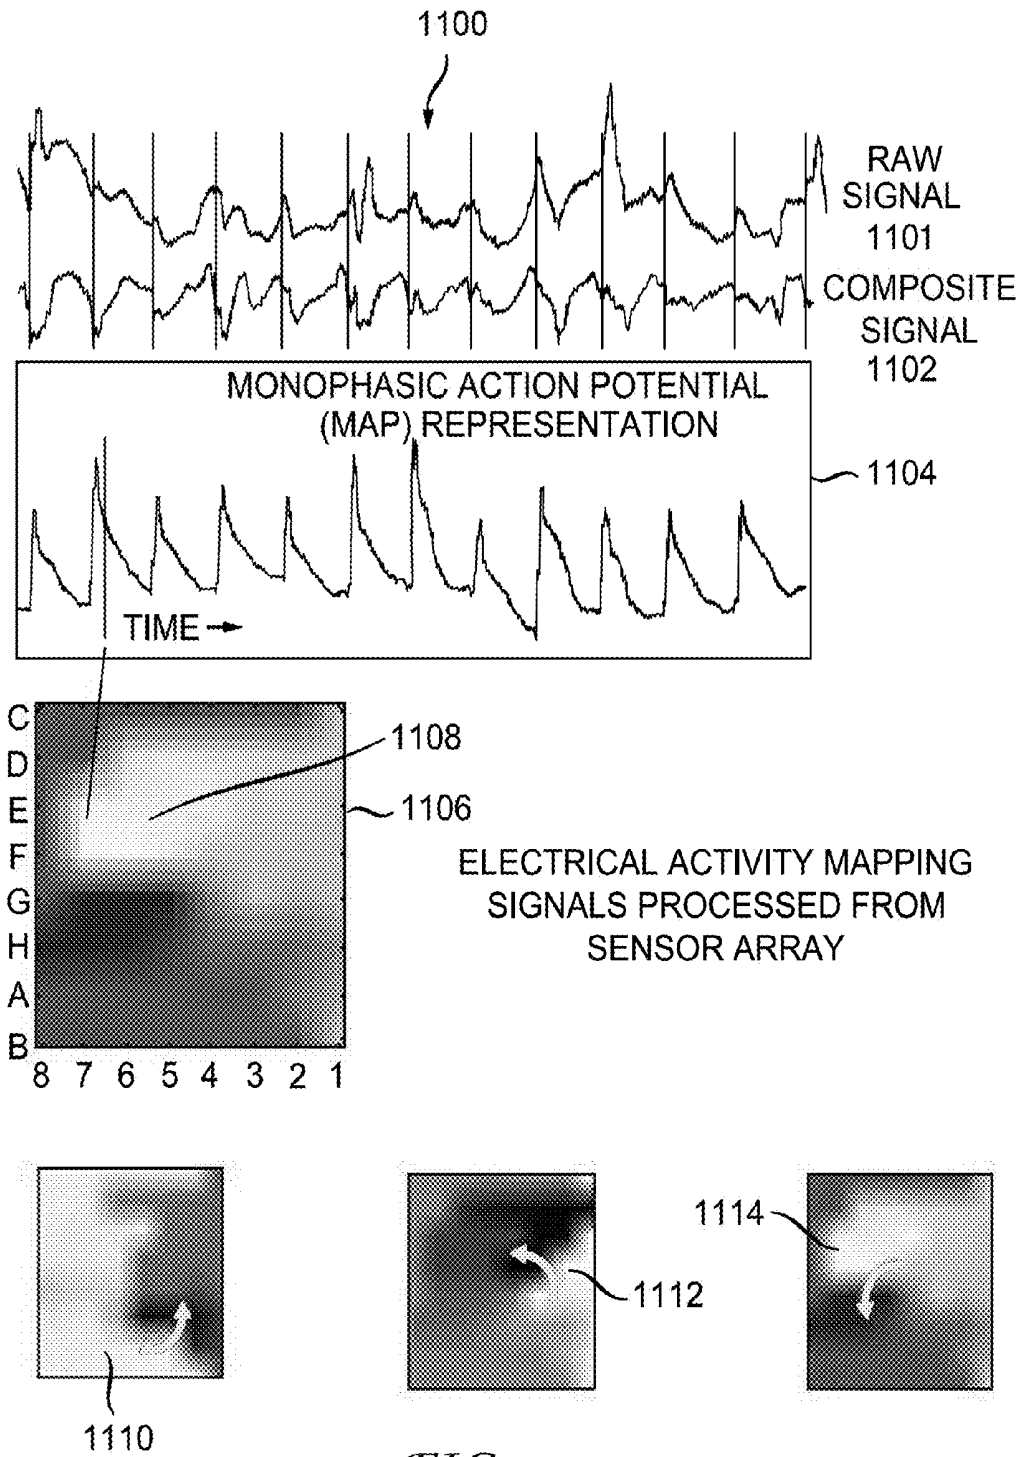 1100
RAW
SIGNAL
1101
COMPOSITE
SIGNAL
1102
MONOPHASIC ACTION POTENTIAL
(MAP) REPRESENTATION
1104
TIME
C
D
E
F
G
H
A
B
8 7 6 5 4 3 2 1
1108
1106
ELECTRICAL ACTIVITY MAPPING
SIGNALS PROCESSED FROM
SENSOR ARRAY
1114
1112
1110